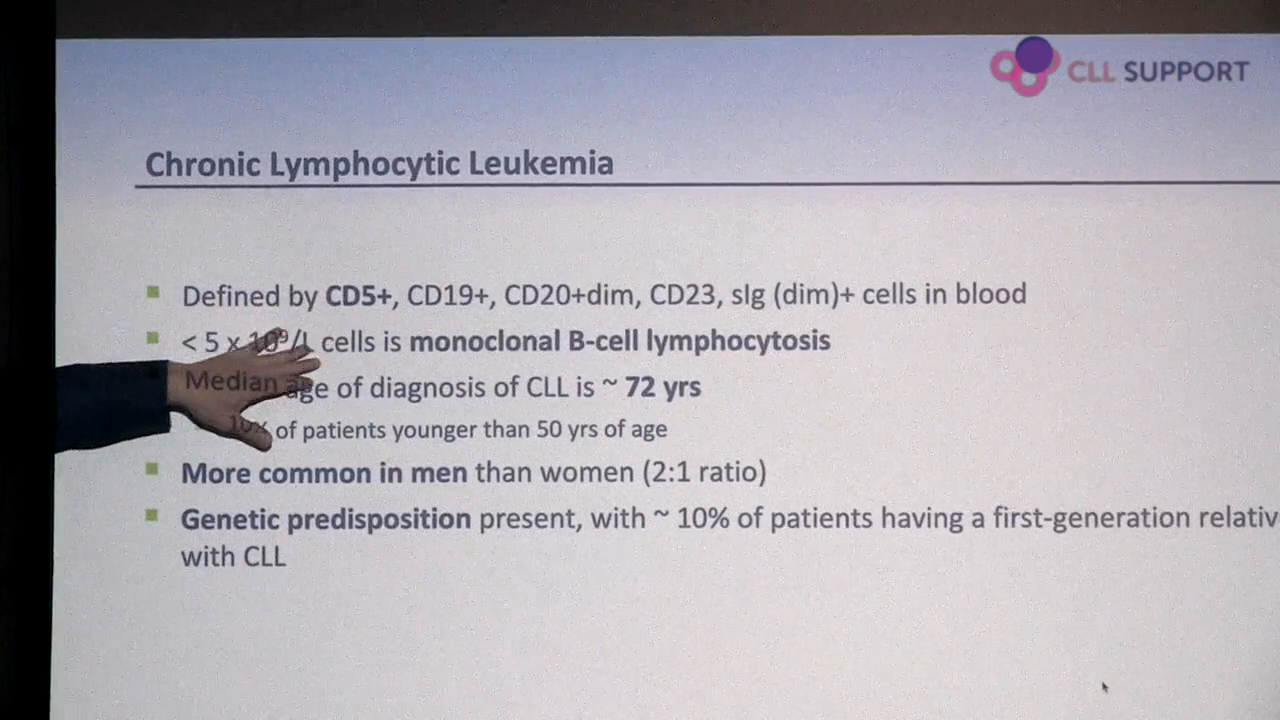 CLL SUPPORT
Chronic Lymphocytic Leukemia
Defined by CD5+, CD19+, CD20+dim, CD23, sIg (dim)+ cells in blood
< 5 x 10⁹/L cells is monoclonal B-cell lymphocytosis
Median age of diagnosis of CLL is ~ 72 yrs
10% of patients younger than 50 yrs of age
More common in men than women (2:1 ratio)
Genetic predisposition present, with ~ 10% of patients having a first-generation relativ
with CLL